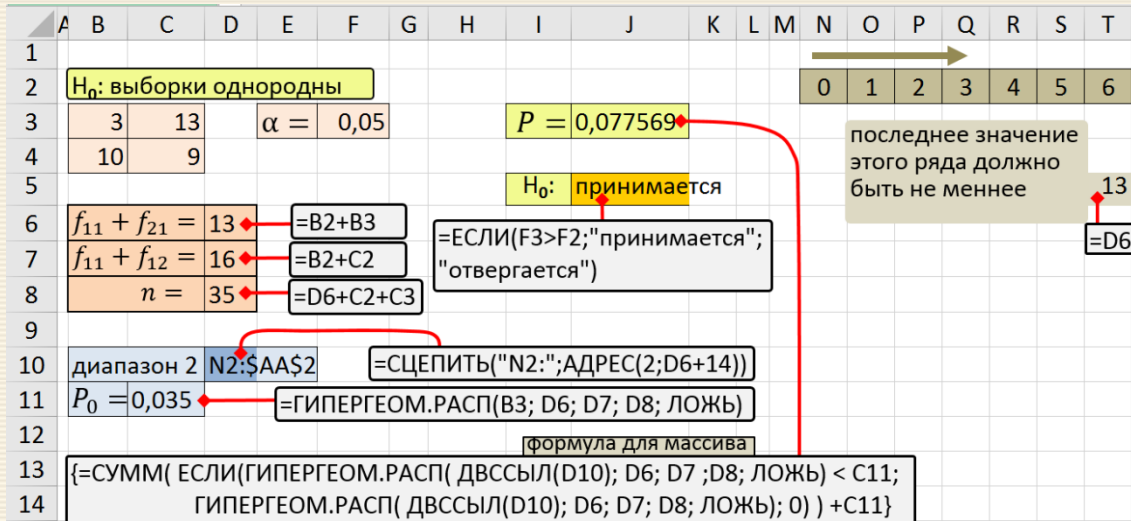 A B C D E F G H I J K L M N O P Q R S T
1
2 H₀: выборки однородны 0 1 2 3 4 5 6
3 3 13 α = 0,05 P = 0,077569 последнее значение
4 10 9 этого ряда должно
5 H₀: принимается быть не меннее 13
6 f₁₁ + f₂₁ = 13 =B2+B3 =ЕСЛИ(F3>F2;"принимается"; =D6
7 f₁₁ + f₁₂ = 16 =B2+C2 "отвергается")
8 n = 35 =D6+C2+C3
9
10 диапазон 2 N2:$AA$2 =СЦЕПИТЬ("N2:";АДРЕС(2;D6+14))
11 P₀ = 0,035 =ГИПЕРГЕОМ.РАСП(B3; D6; D7; D8; ЛОЖЬ)
12 формула для массива
13 {=СУММ( ЕСЛИ(ГИПЕРГЕОМ.РАСП( ДВССЫЛ(D10); D6; D7 ;D8; ЛОЖЬ) < C11;
14 ГИПЕРГЕОМ.РАСП( ДВССЫЛ(D10); D6; D7; D8; ЛОЖЬ); 0) ) +C11}